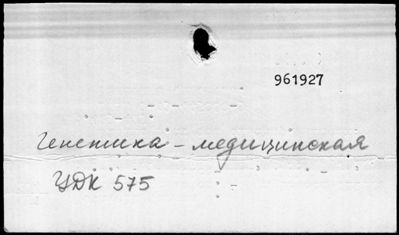 961927
Генетика - медицинская
УДК 575